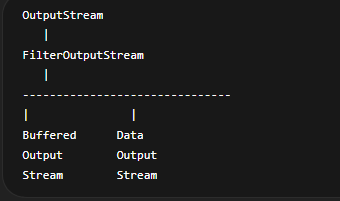 OutputStream
|
FilterOutputStream
|
-------------------------------
|               |
Buffered      Data
Output        Output
Stream        Stream